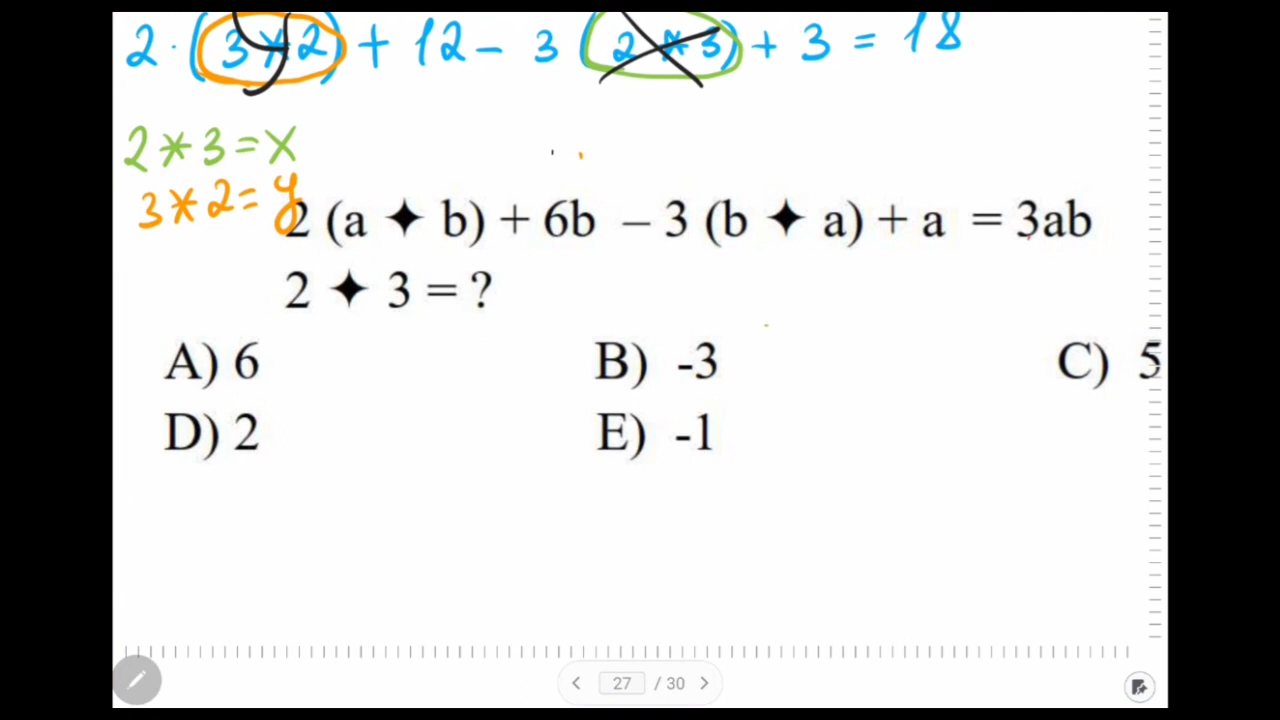 2 · (3 * 2) + 12 - 3 (2 * 3) + 3 = 18
y x
2 * 3 = x
3 * 2 = y
2 (a ✦ b) + 6b – 3 (b ✦ a) + a = 3ab
2 ✦ 3 = ?
A) 6 B) -3 C) 5
D) 2 E) -1
27 / 30